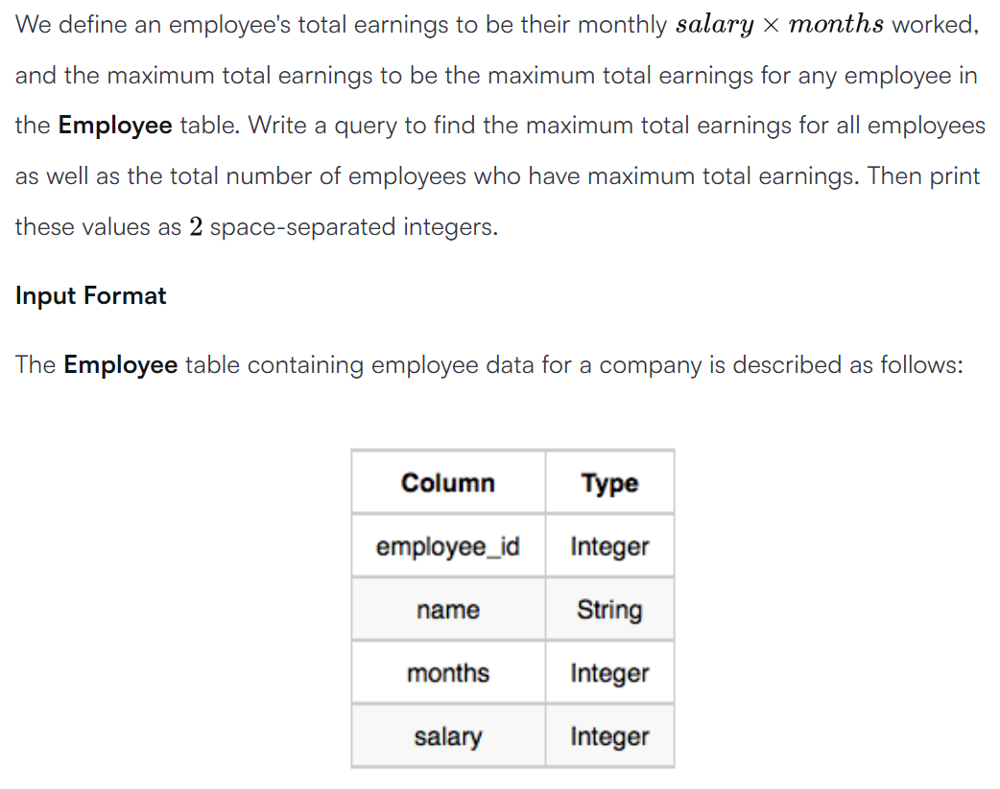 We define an employee's total earnings to be their monthly salary × months worked,
and the maximum total earnings to be the maximum total earnings for any employee in
the Employee table. Write a query to find the maximum total earnings for all employees
as well as the total number of employees who have maximum total earnings. Then print
these values as 2 space-separated integers.
Input Format
The Employee table containing employee data for a company is described as follows:
Column Type
employee_id Integer
name String
months Integer
salary Integer